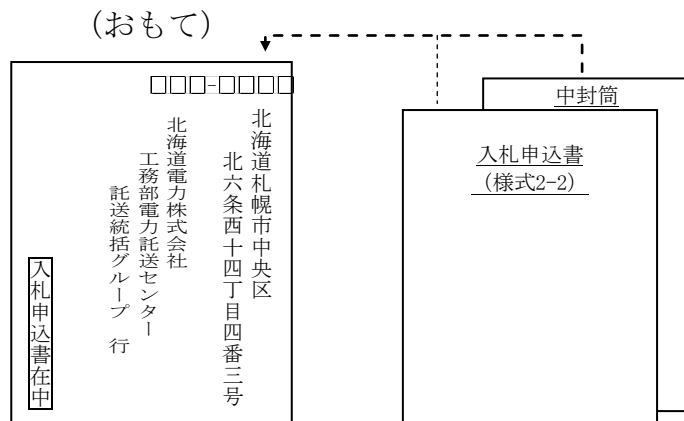 (おもて)
□□□-□□□□
北海道札幌市中央区
北六条西十四丁目四番三号
北海道電力株式会社
工務部電力託送センター
託送統括グループ 行
入札申込書在中
中封筒
入札申込書
(様式2-2)